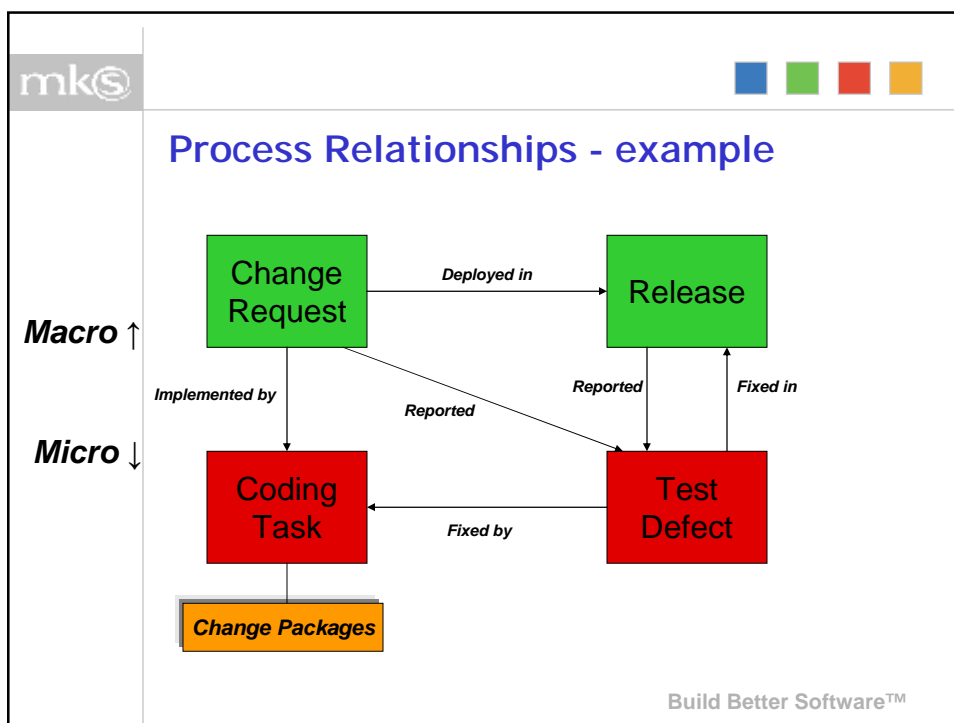 mks
Process Relationships - example
Change
Request
Deployed in
Release
Macro ↑
Implemented by
Reported
Reported
Fixed in
Micro ↓
Coding
Task
Fixed by
Test
Defect
Change Packages
Build Better Software™